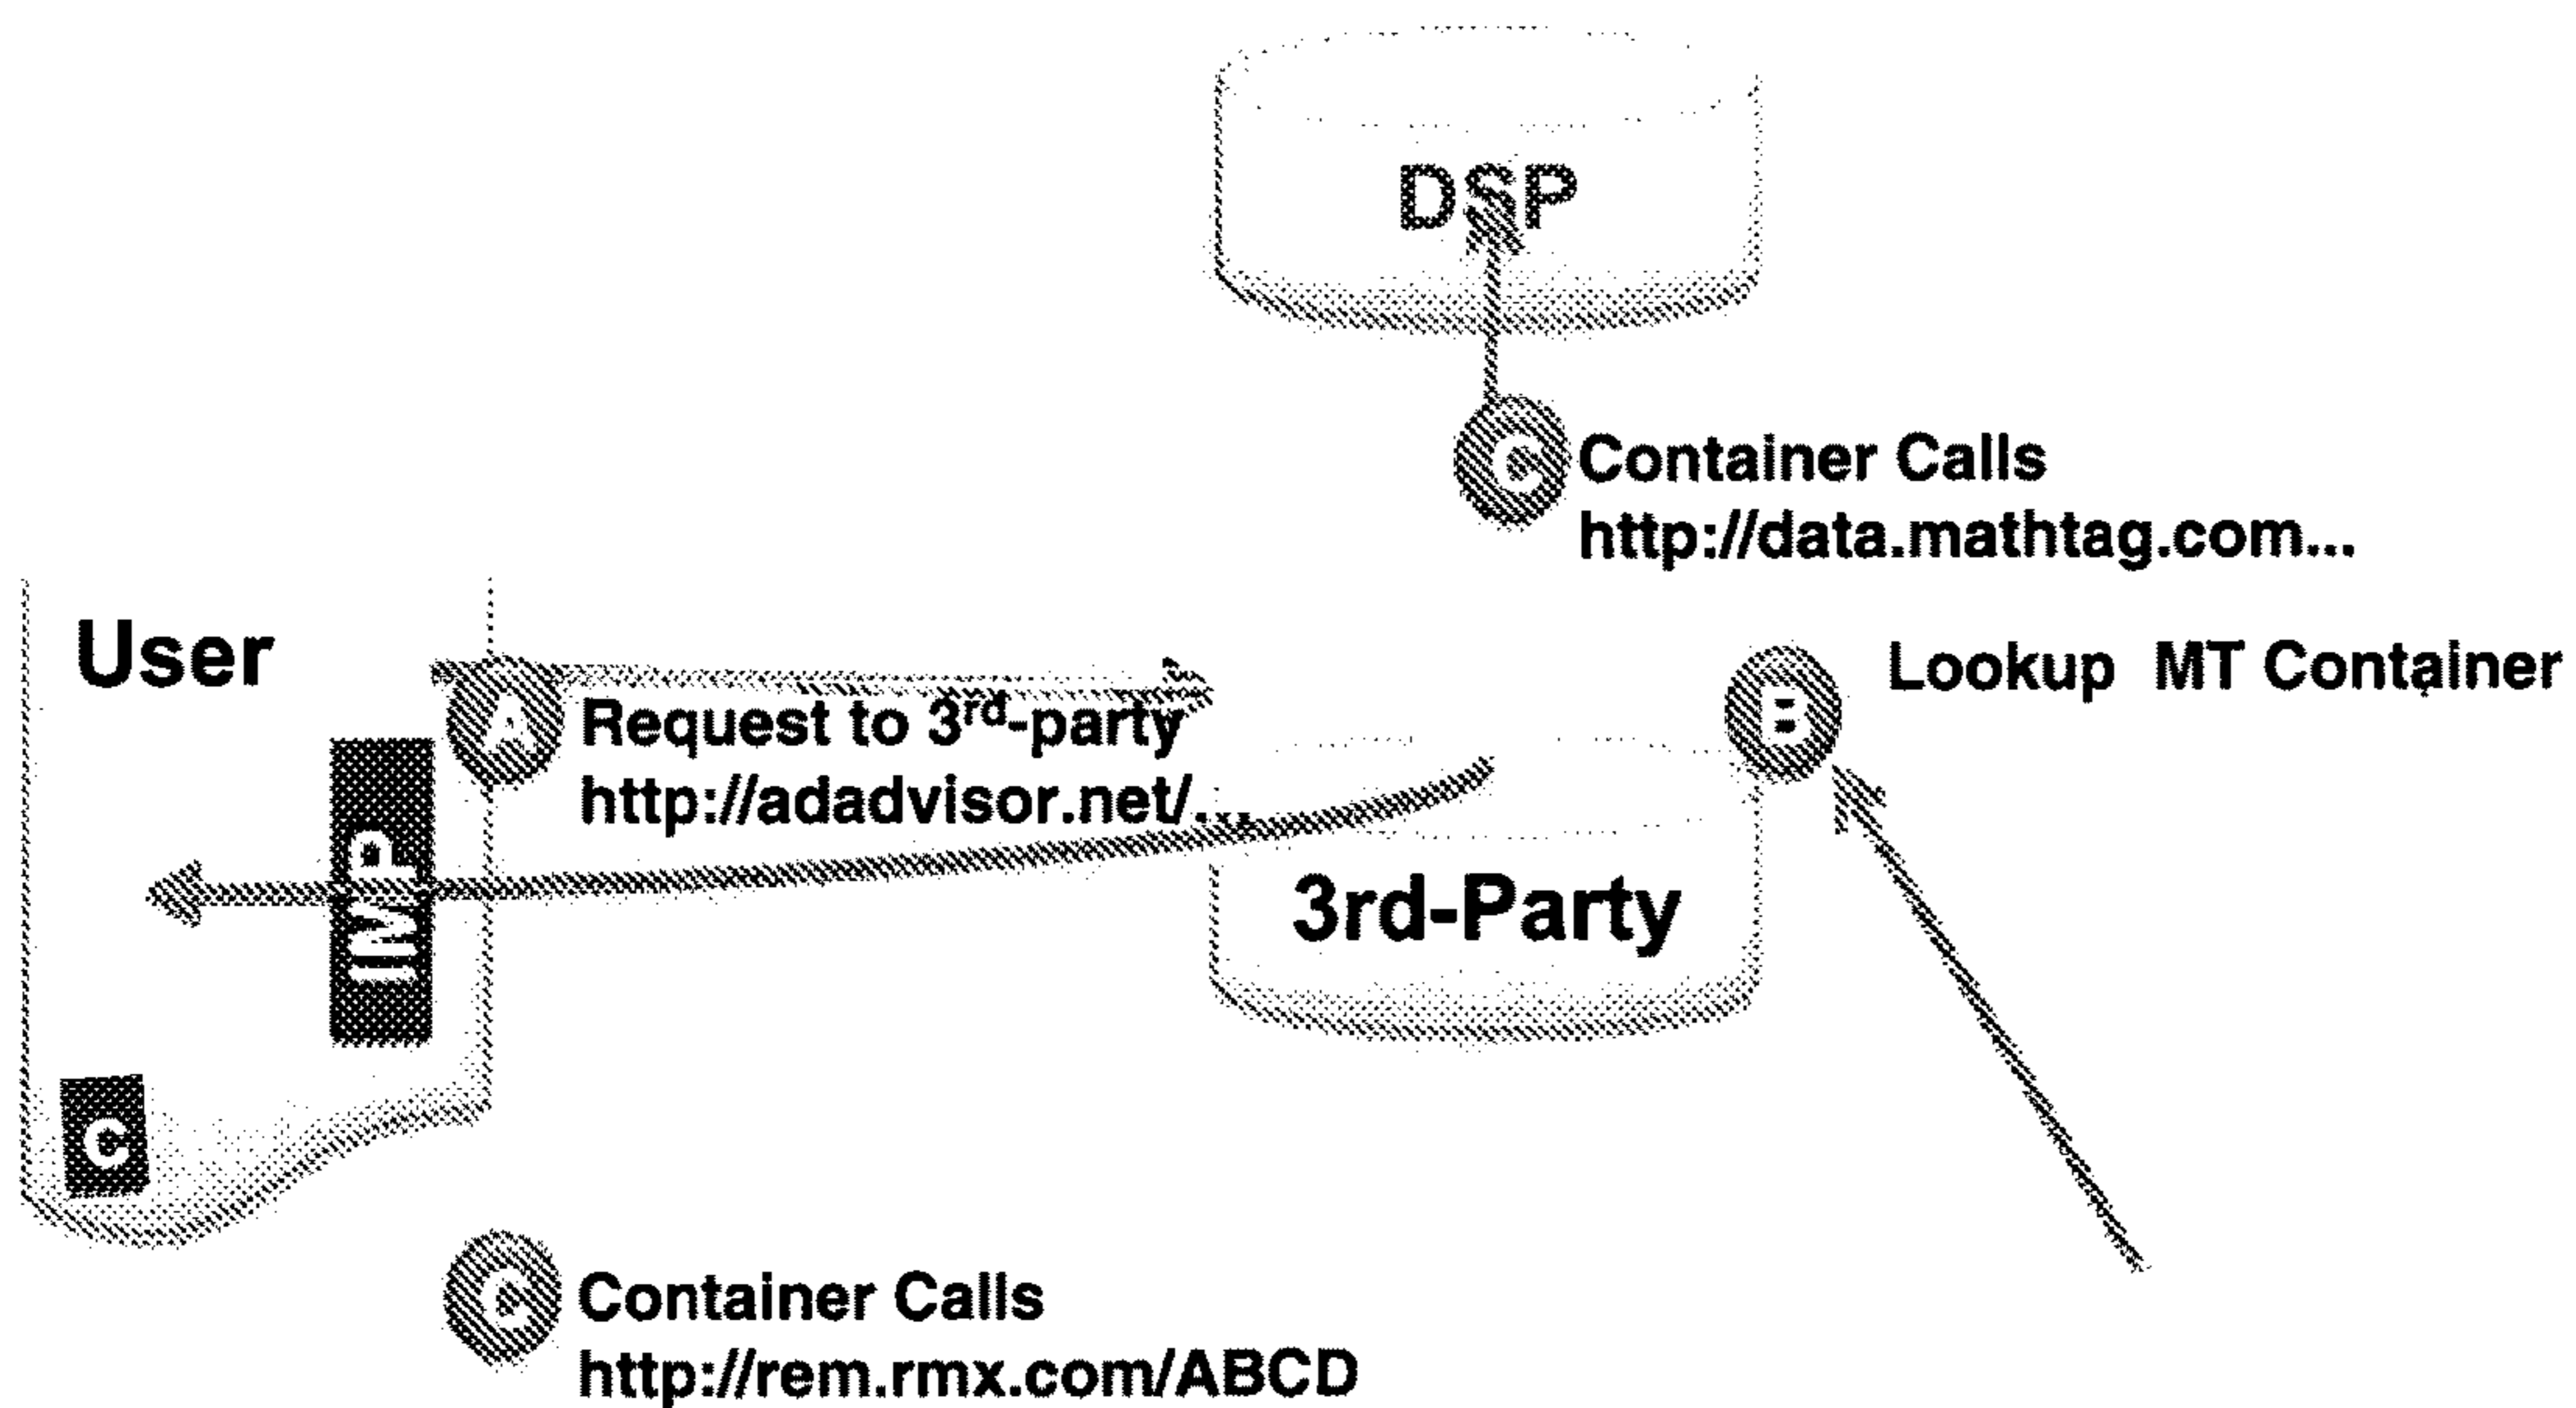 DSP
C
Container Calls
http://data.mathtag.com...
User
A
Request to 3rd-party
http://adadvisor.net/...
B
Lookup MT Container
IMP
3rd-Party
C
C
Container Calls
http://rem.rmx.com/ABCD